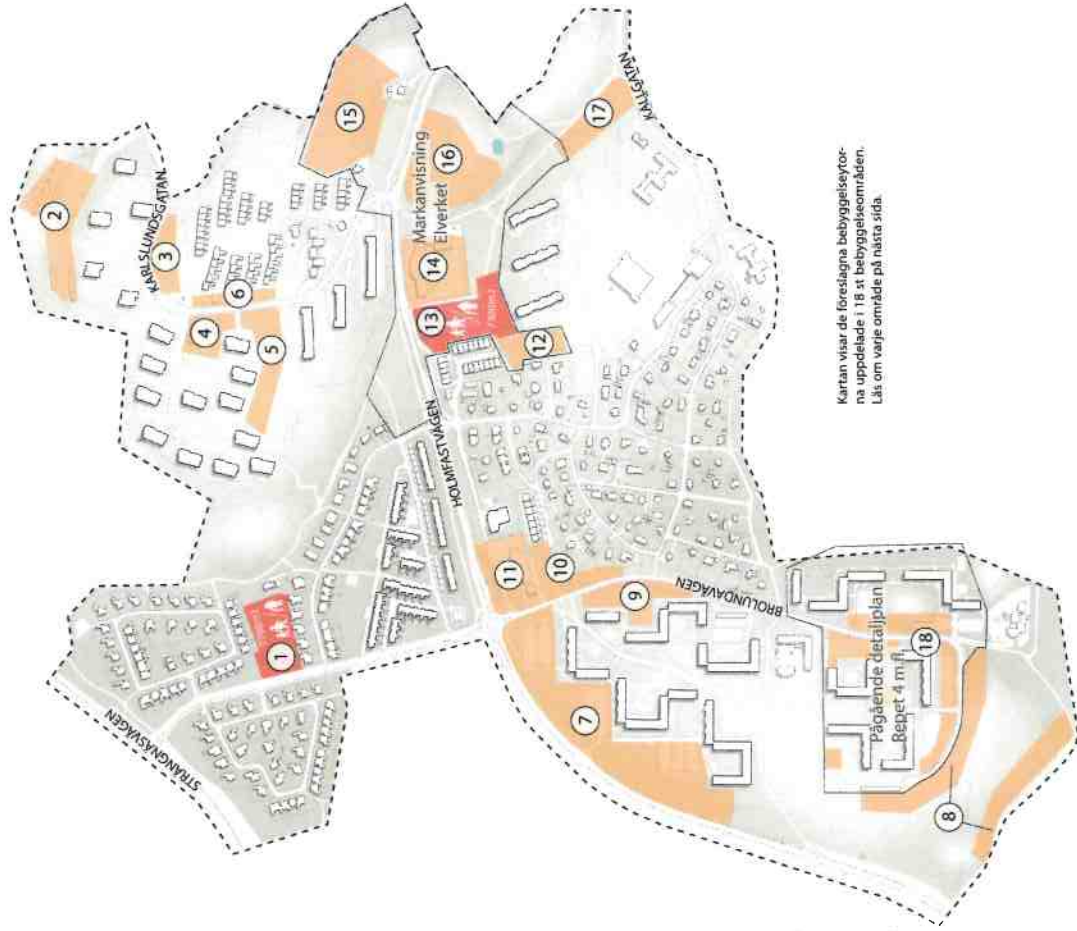 2
KARLSLUNDSGATAN
3
6
4
5
15
Markanvisning
Elverket
16
14
13
12
17
KÄLLGATAN
STRÄNGNÄSVÄGEN
1
HOLMFASTVÄGEN
11
10
9
BROLUNDAVÄGEN
7
Pågående detaljplan
Repet 4 m.fl.
18
8
Kartan visar de föreslagna bebyggelseytor-
na uppdelade i 18 st bebyggelseområden.
Läs om varje område på nästa sida.